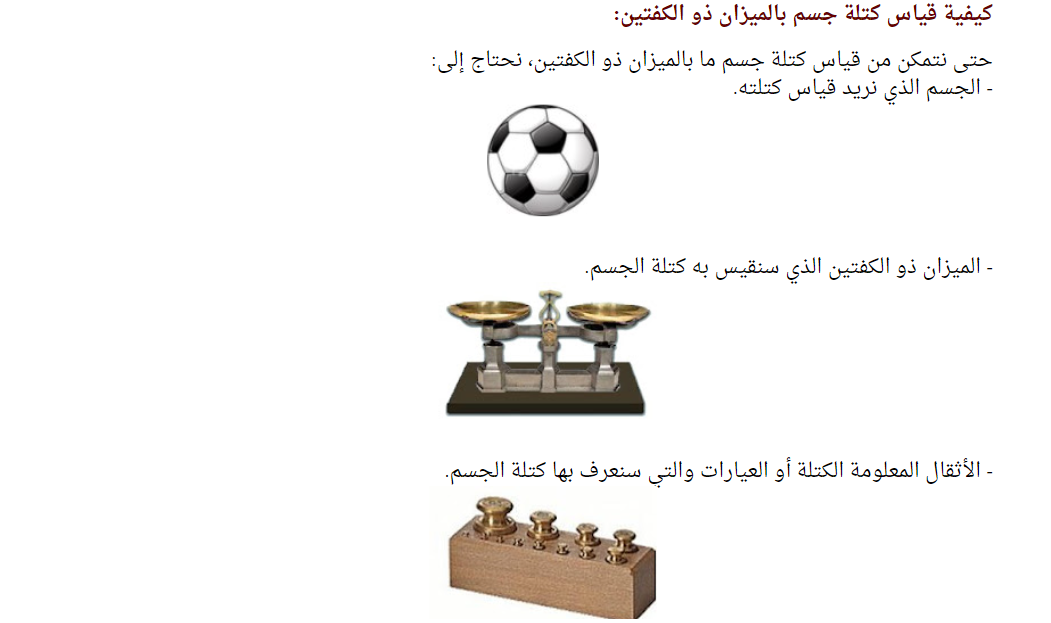 كيفية قياس كتلة جسم بالميزان ذو الكفتين:
حتى نتمكن من قياس كتلة جسم ما بالميزان ذو الكفتين، نحتاج إلى:
- الجسم الذي نريد قياس كتلته.
- الميزان ذو الكفتين الذي سنقيس به كتلة الجسم.
- الأثقال المعلومة الكتلة أو العيارات والتي سنعرف بها كتلة الجسم.